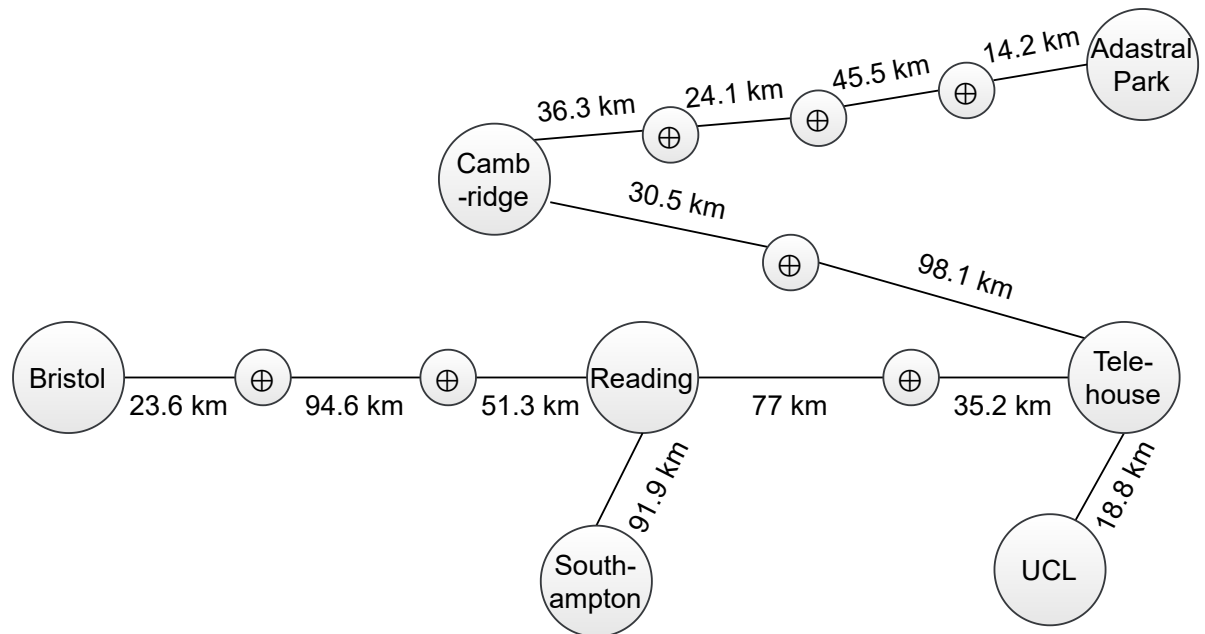 14.2 km
Adastral
Park
45.5 km
24.1 km
36.3 km
⊕
⊕
⊕
Camb
-ridge
30.5 km
⊕
98.1 km
Bristol
⊕
⊕
Reading
⊕
Tele-
house
23.6 km
94.6 km
51.3 km
77 km
35.2 km
91.9 km
18.8 km
South-
ampton
UCL